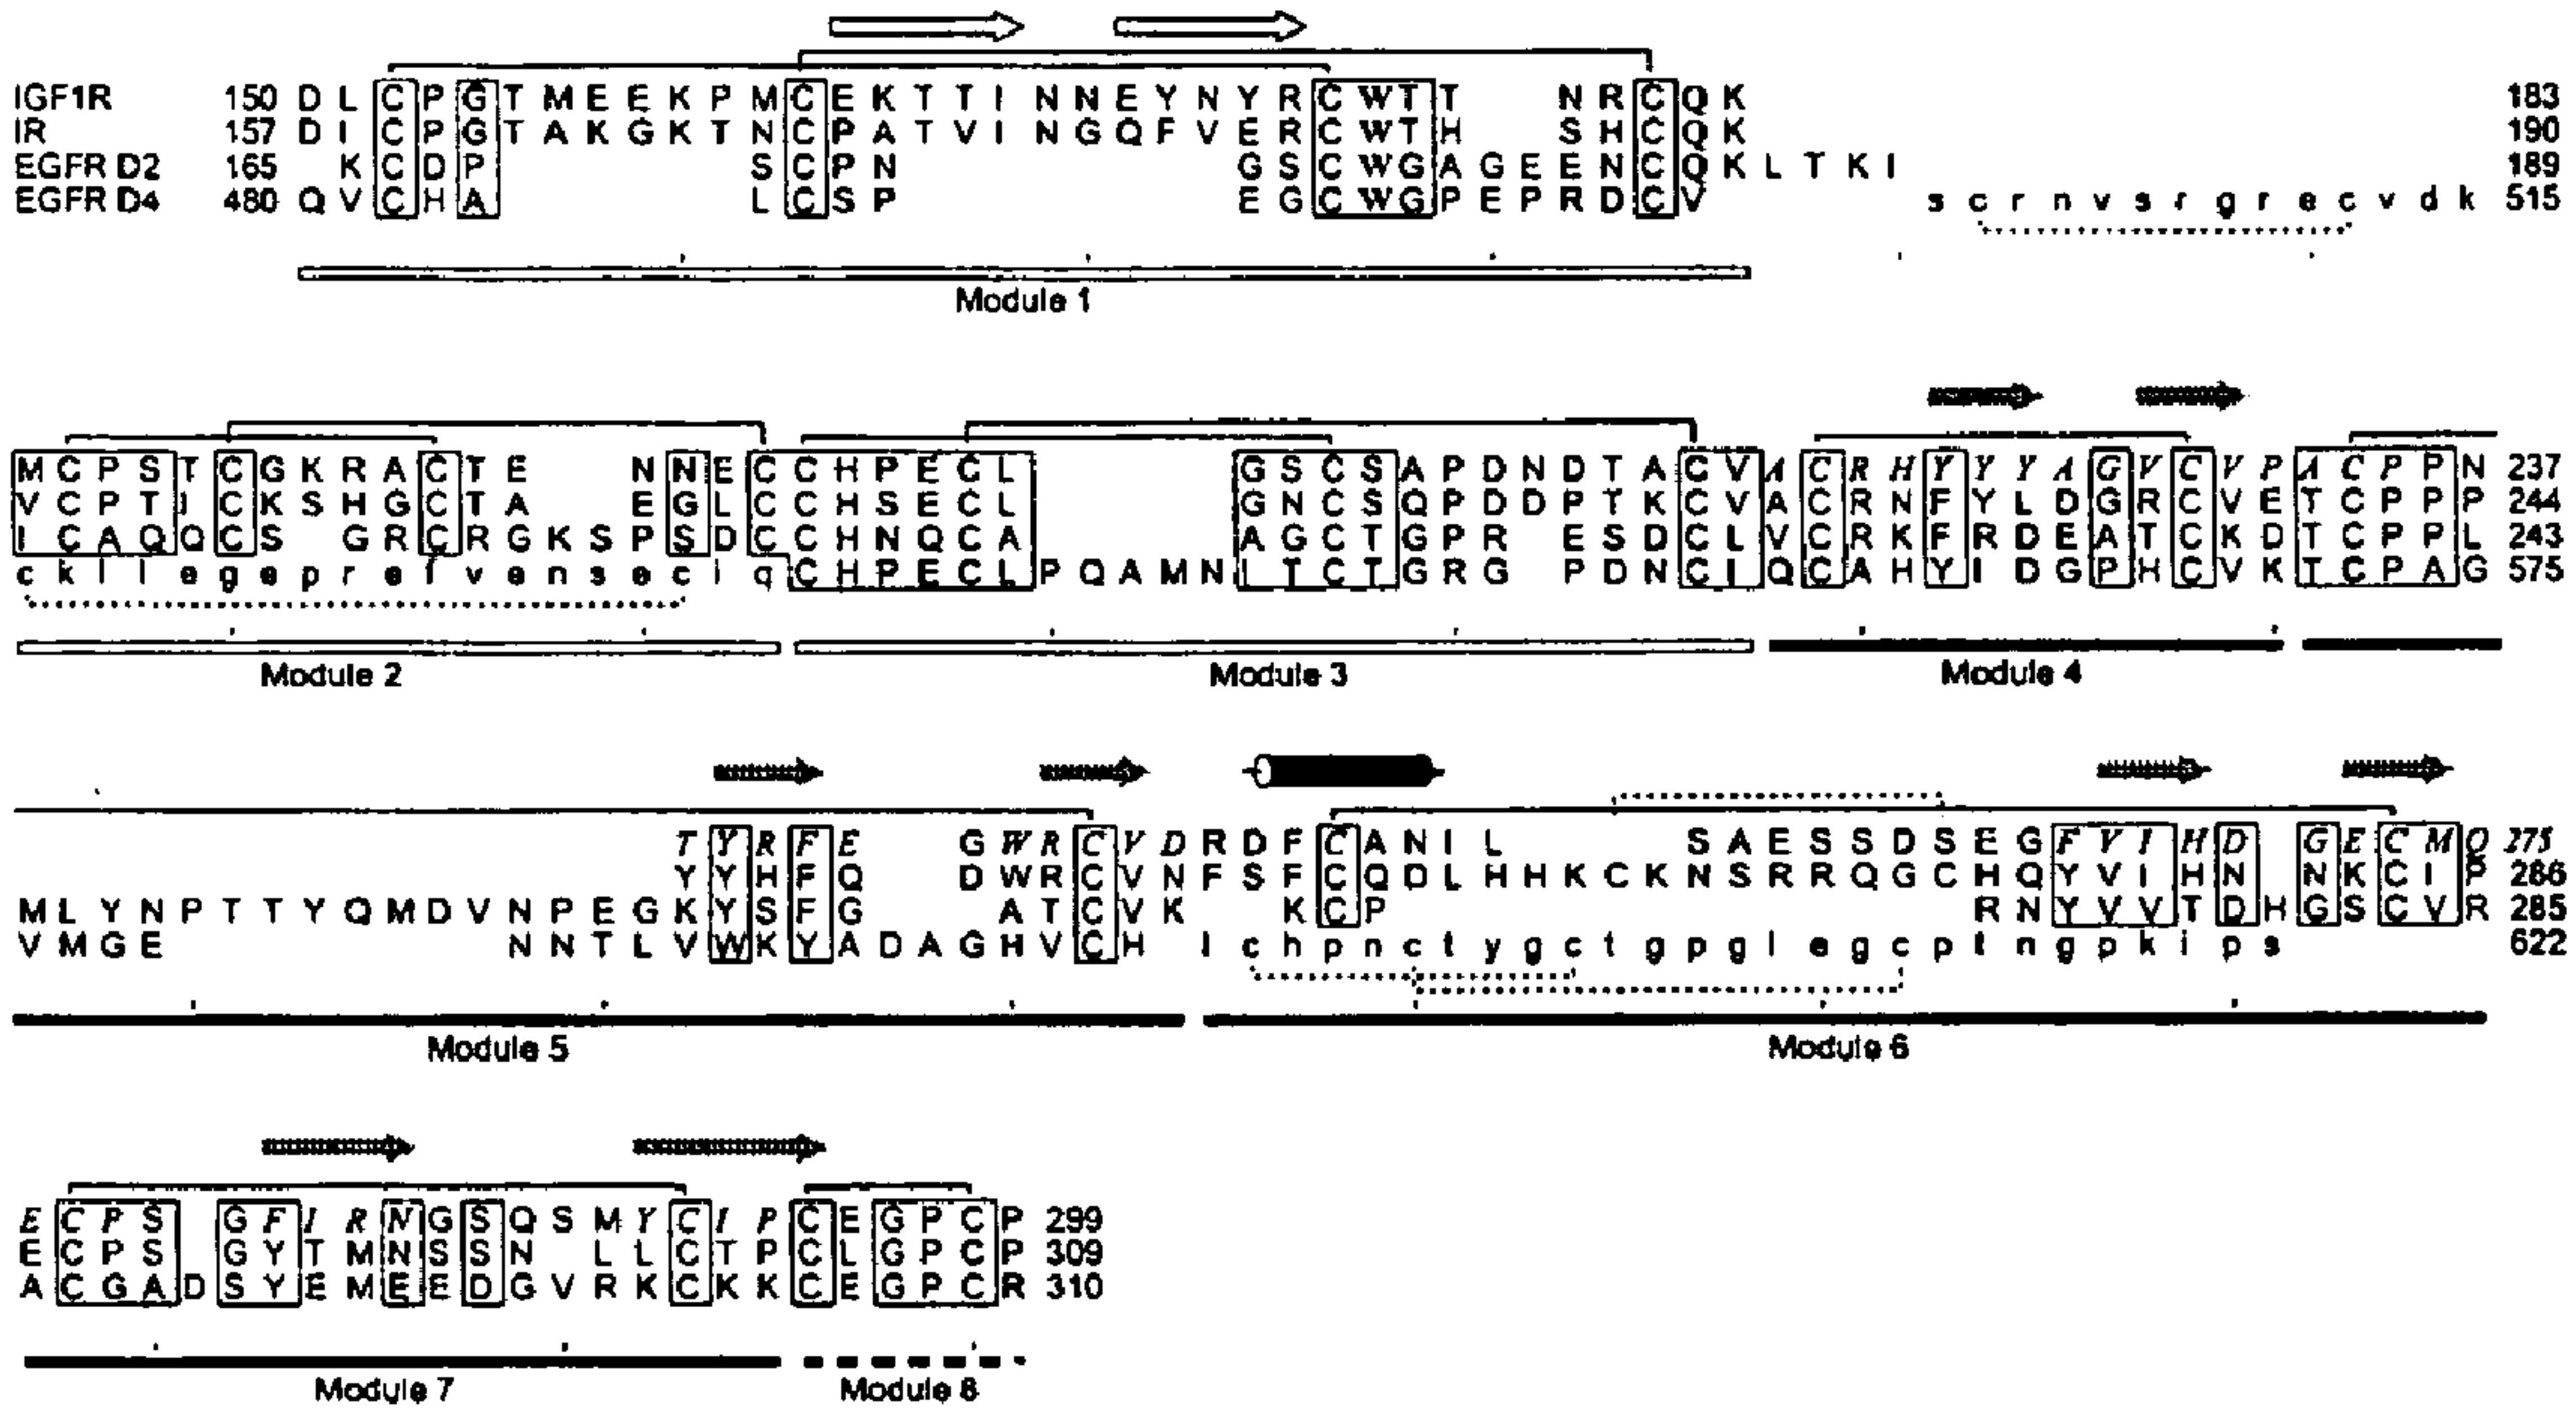 IGF1R 150 D L C P G T M E E K P M C E K T T I N N E Y N Y R C W T T N R C Q K 183
IR 157 D I C P G T A K G K T N C P A T V I N G Q F V E R C W T H S H C Q K 190
EGFR D2 165 K C D P S C P N G S C W G A G E E N C Q K L T K I 189
EGFR D4 480 Q V C H A L C S P E G C W G P E P R D C V s c r n v s r g r e c v d k 515
Module 1
M C P S T C G K R A C T E N N E C C H P E C L G S C S A P D N D T A C V A C R H Y Y Y A G V C V P A C P P N 237
V C P T I C K S H G C T A E G L C C H S E C L G N C S Q P D D P T K C V A C R N F Y L D G R C V E T C P P P 244
I C A Q Q C S G R C R G K S P S D C C H N Q C A A G C T G P R E S D C L V C R K F R D E A T C K D T C P P L 243
c k l l e g e p r e f v e n s e c i q C H P E C L P Q A M N I T C T G R G P D N C I Q C A H Y I D G P H C V K T C P A G 575
Module 2 Module 3 Module 4
T Y R F E G W R C V D R D F C A N I L S A E S S D S E G F V I H D G E C M Q 275
Y Y H F Q D W R C V N F S F C Q D L H H K C K N S R R Q G C H Q Y V I H N N K C I P 286
M L Y N P T T Y Q M D V N P E G K Y S F G A T C V K K C P R N Y V V T D H G S C V R 285
V M G E N N T L V W K Y A D A G H V C H l c h p n c t y g c t g p g l e g c p t n g p k i p s 622
Module 5 Module 6
E C P S G F I R N G S Q S M Y C I P C E G P C P 299
E C P S G Y T M N S S N L L C T P C L G P C P 309
A C G A D S Y E M E E D G V R K C K K C E G P C R 310
Module 7 Module 8